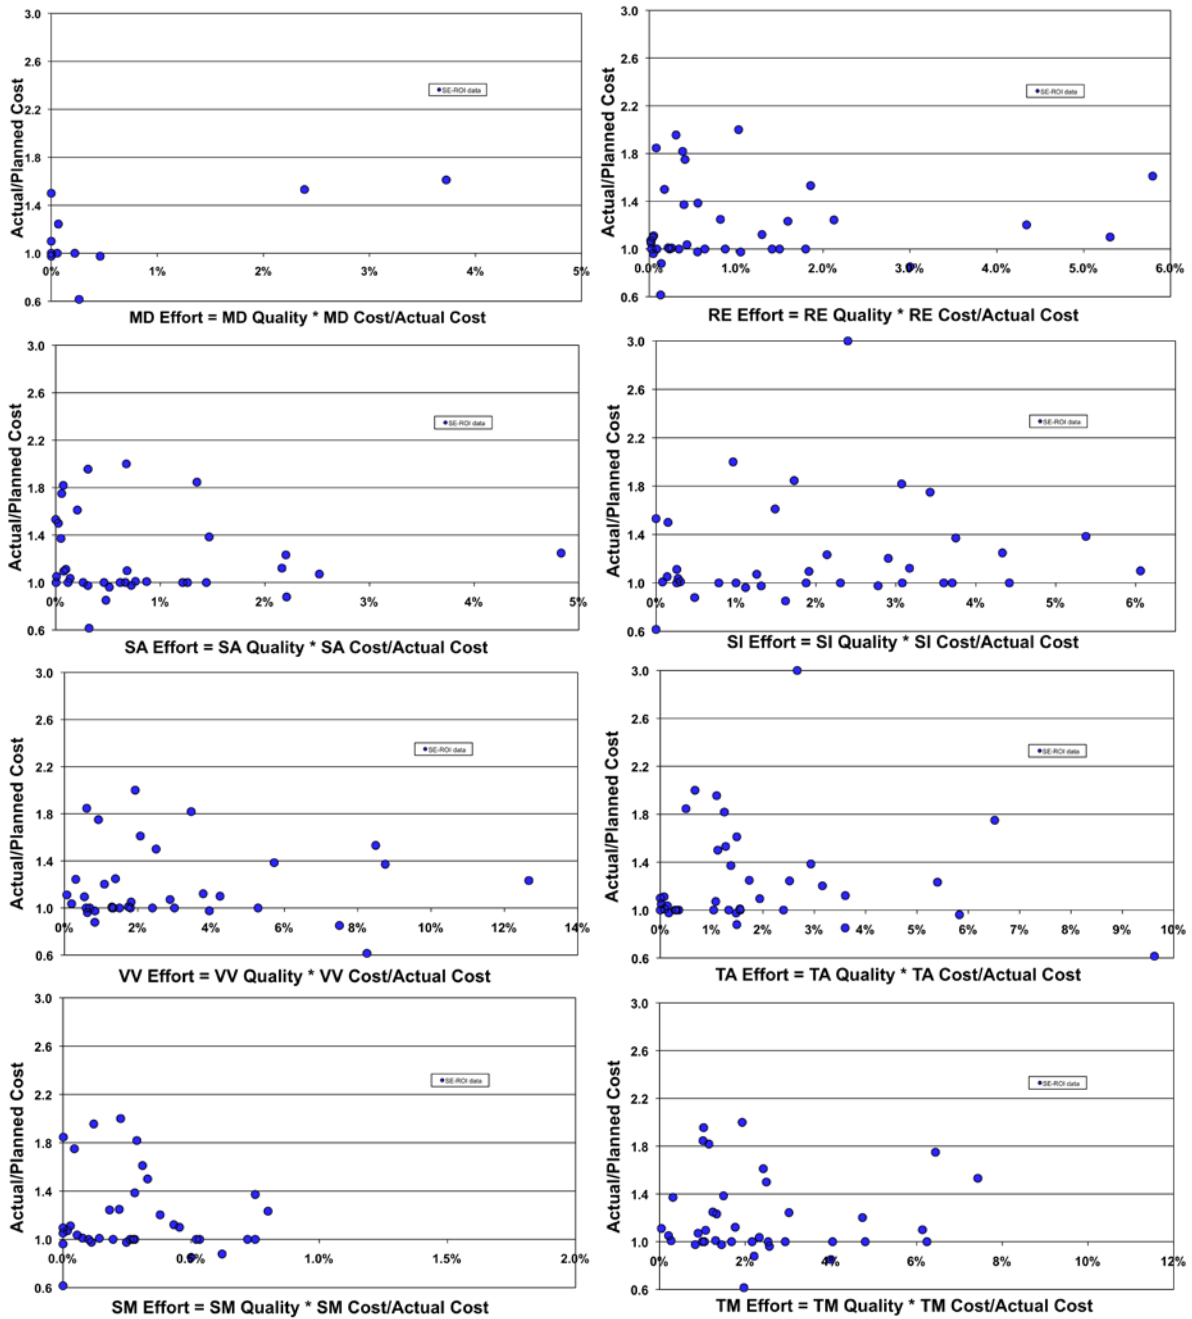 3.0
2.6
2.2
1.8
1.4
1.0
0.6
Actual/Planned Cost
SE-ROI data
0% 1% 2% 3% 4% 5%
MD Effort = MD Quality * MD Cost/Actual Cost
3.0
2.6
2.2
1.8
1.4
1.0
0.6
Actual/Planned Cost
SE-ROI data
0.0% 1.0% 2.0% 3.0% 4.0% 5.0% 6.0%
RE Effort = RE Quality * RE Cost/Actual Cost
3.0
2.6
2.2
1.8
1.4
1.0
0.6
Actual/Planned Cost
SE-ROI data
0% 1% 2% 3% 4% 5%
SA Effort = SA Quality * SA Cost/Actual Cost
3.0
2.6
2.2
1.8
1.4
1.0
0.6
Actual/Planned Cost
SE-ROI data
0% 1% 2% 3% 4% 5% 6%
SI Effort = SI Quality * SI Cost/Actual Cost
3.0
2.6
2.2
1.8
1.4
1.0
0.6
Actual/Planned Cost
SE-ROI data
0% 2% 4% 6% 8% 10% 12% 14%
VV Effort = VV Quality * VV Cost/Actual Cost
3.0
2.6
2.2
1.8
1.4
1.0
0.6
Actual/Planned Cost
SE-ROI data
0% 1% 2% 3% 4% 5% 6% 7% 8% 9% 10%
TA Effort = TA Quality * TA Cost/Actual Cost
3.0
2.6
2.2
1.8
1.4
1.0
0.6
Actual/Planned Cost
SE-ROI data
0.0% 0.5% 1.0% 1.5% 2.0%
SM Effort = SM Quality * SM Cost/Actual Cost
3.0
2.6
2.2
1.8
1.4
1.0
0.6
Actual/Planned Cost
SE-ROI data
0% 2% 4% 6% 8% 10% 12%
TM Effort = TM Quality * TM Cost/Actual Cost